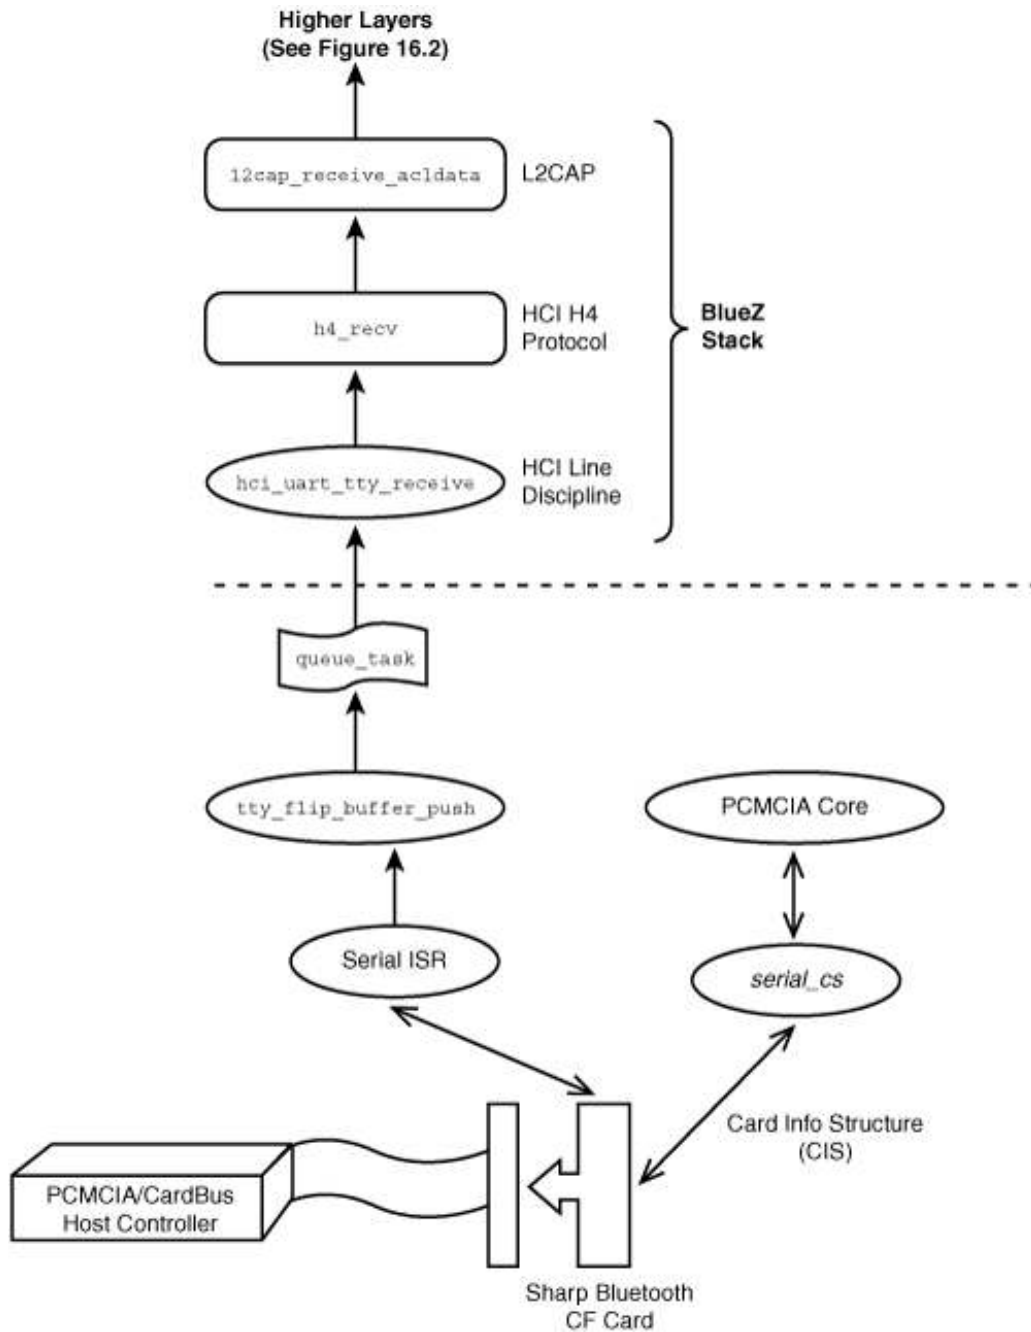 Higher Layers
(See Figure 16.2)
l2cap_receive_acldata
L2CAP
h4_recv
HCI H4
Protocol
BlueZ
Stack
hci_uart_tty_receive
HCI Line
Discipline
queue_task
tty_flip_buffer_push
PCMCIA Core
Serial ISR
serial_cs
Card Info Structure
(CIS)
PCMCIA/CardBus
Host Controller
Sharp Bluetooth
CF Card